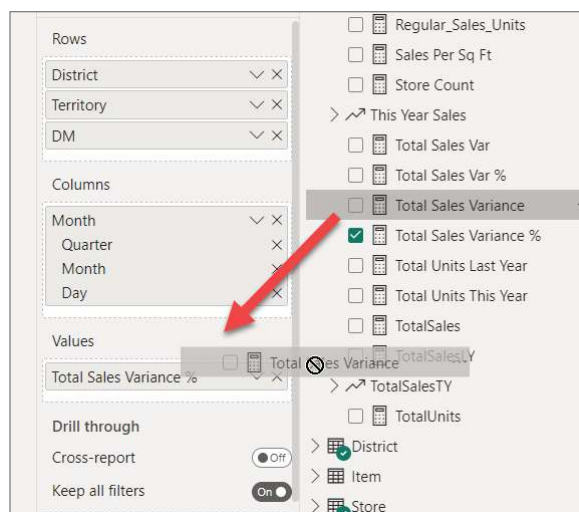 Rows
District
Territory
DM
Columns
Month
Quarter
Month
Day
Values
Total Sales Variance %
Drill through
Cross-report
Off
Keep all filters
On
Regular_Sales_Units
Sales Per Sq Ft
Store Count
This Year Sales
Total Sales Var
Total Sales Var %
Total Sales Variance
Total Sales Variance %
Total Units Last Year
Total Units This Year
TotalSales
Total Sales Variance
TotalSalesLY
TotalSalesTY
TotalUnits
District
Item
Store